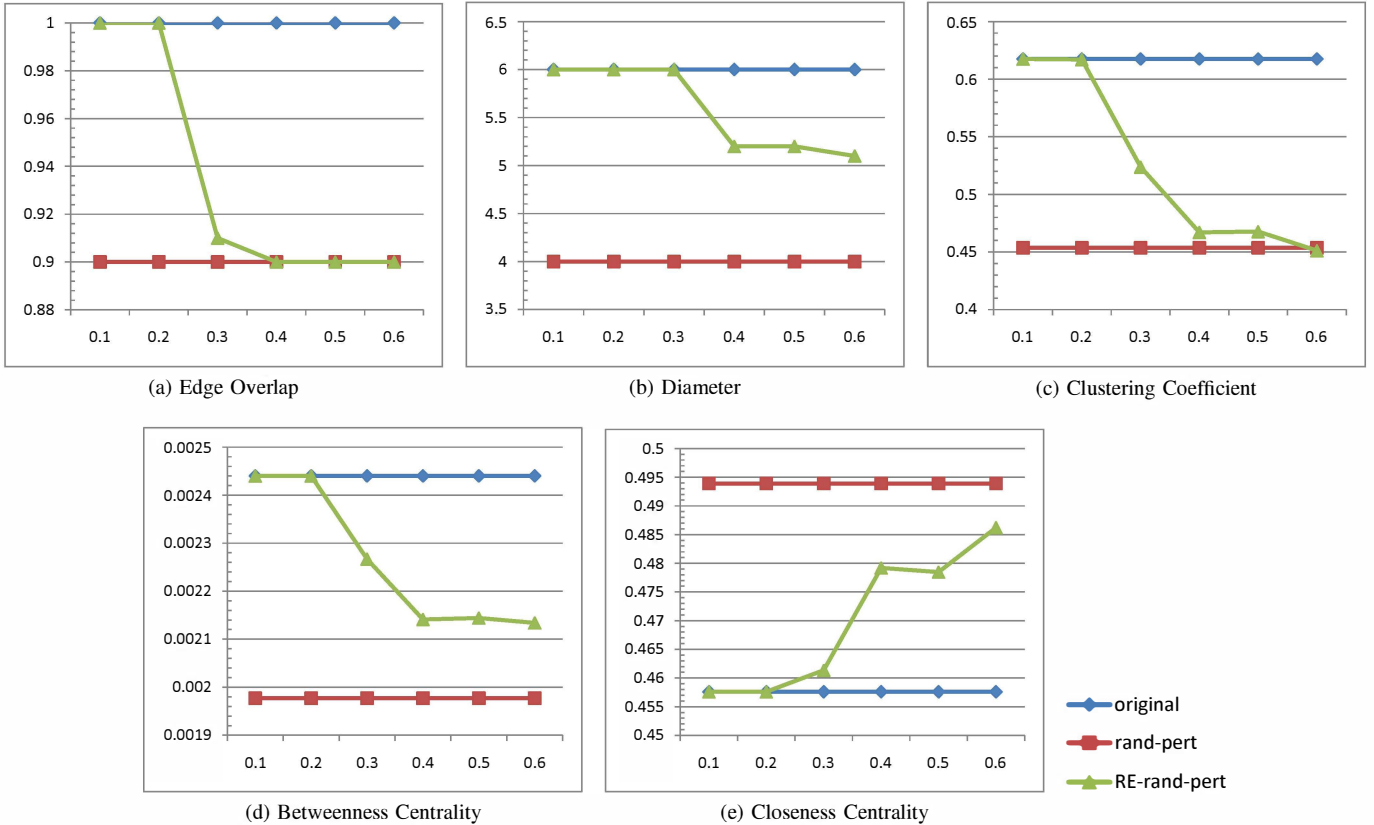 1
0.98
0.96
0.94
0.92
0.9
0.88
0.1 0.2 0.3 0.4 0.5 0.6
(a) Edge Overlap
6.5
6
5.5
5
4.5
4
3.5
0.1 0.2 0.3 0.4 0.5 0.6
(b) Diameter
0.65
0.6
0.55
0.5
0.45
0.4
0.1 0.2 0.3 0.4 0.5 0.6
(c) Clustering Coefficient
0.0025
0.0024
0.0023
0.0022
0.0021
0.002
0.0019
0.1 0.2 0.3 0.4 0.5 0.6
(d) Betweenness Centrality
0.5
0.495
0.49
0.485
0.48
0.475
0.47
0.465
0.46
0.455
0.45
0.1 0.2 0.3 0.4 0.5 0.6
(e) Closeness Centrality
original
rand-pert
RE-rand-pert